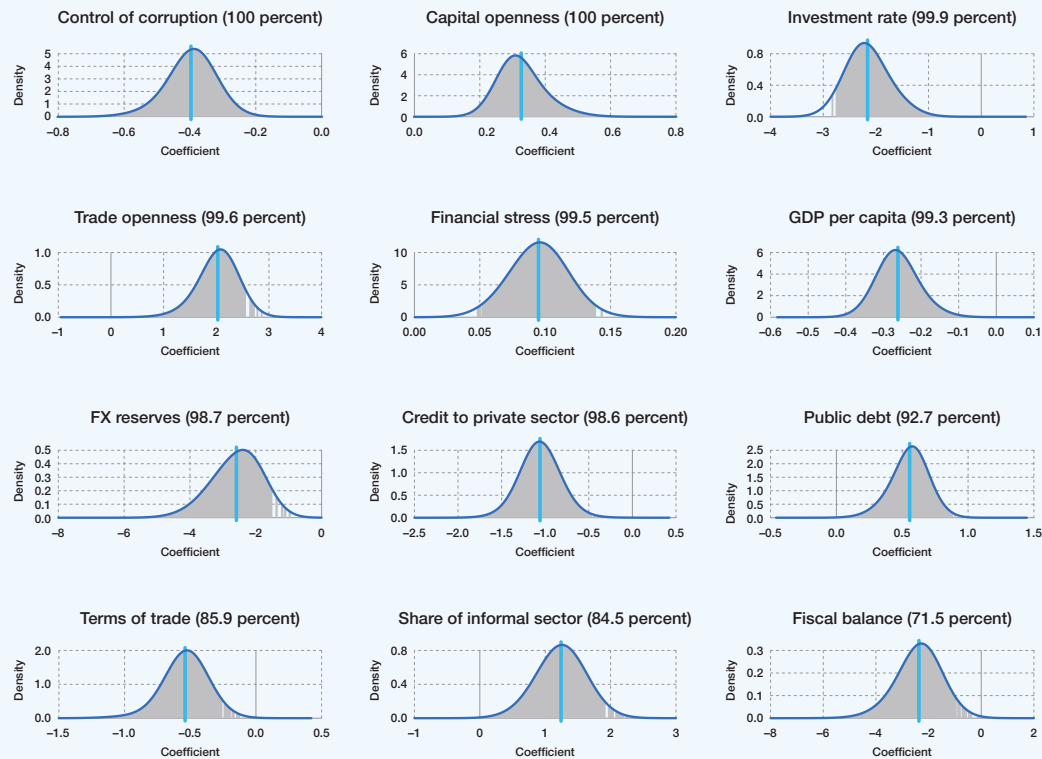 Control of corruption (100 percent)
Density
5
4
3
2
1
0
−0.8 −0.6 −0.4 −0.2 0.0
Coefficient
Capital openness (100 percent)
Density
6
4
2
0
0.0 0.2 0.4 0.6 0.8
Coefficient
Investment rate (99.9 percent)
Density
0.8
0.4
0.0
−4 −3 −2 −1 0 1
Coefficient
Trade openness (99.6 percent)
Density
1.0
0.5
0.0
−1 0 1 2 3 4
Coefficient
Financial stress (99.5 percent)
Density
10
5
0
0.00 0.05 0.10 0.15 0.20
Coefficient
GDP per capita (99.3 percent)
Density
6
4
2
0
−0.6 −0.5 −0.4 −0.3 −0.2 −0.1 0.0 0.1
Coefficient
FX reserves (98.7 percent)
Density
0.5
0.4
0.3
0.2
0.1
0.0
−8 −6 −4 −2 0
Coefficient
Credit to private sector (98.6 percent)
Density
1.5
1.0
0.5
0.0
−2.5 −2.0 −1.5 −1.0 −0.5 0.0 0.5
Coefficient
Public debt (92.7 percent)
Density
2.5
2.0
1.5
1.0
0.5
0.0
−0.5 0.0 0.5 1.0 1.5
Coefficient
Terms of trade (85.9 percent)
Density
2.0
1.0
0.0
−1.5 −1.0 −0.5 0.0 0.5
Coefficient
Share of informal sector (84.5 percent)
Density
0.8
0.4
0.0
−1 0 1 2 3
Coefficient
Fiscal balance (71.5 percent)
Density
0.3
0.2
0.1
0.0
−8 −6 −4 −2 0 2
Coefficient